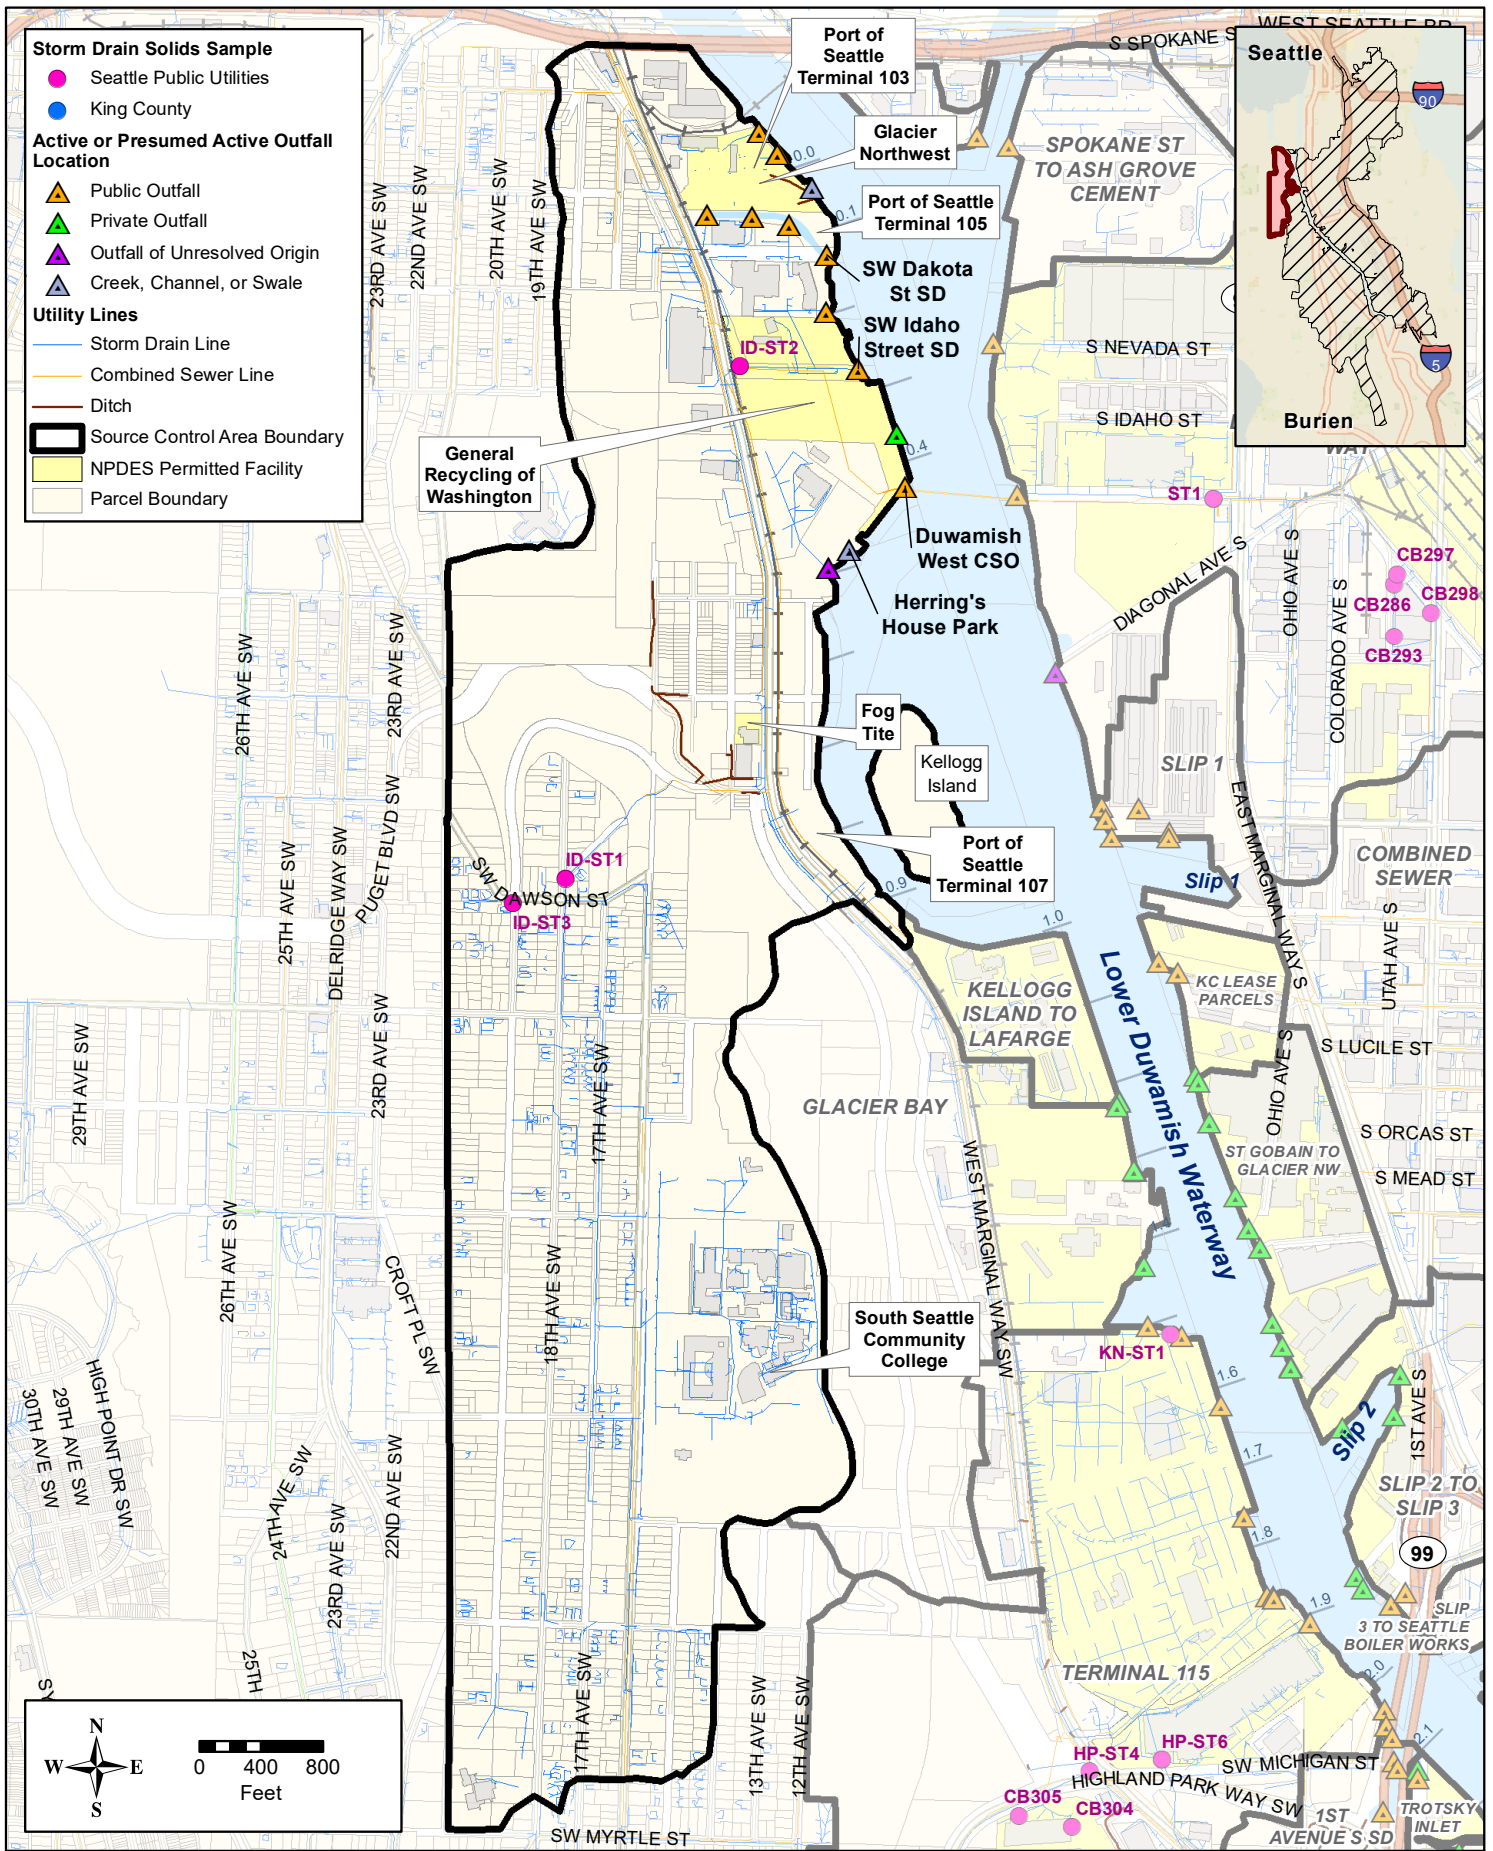 Storm Drain Solids Sample
Seattle Public Utilities
King County
Active or Presumed Active Outfall
Location
Public Outfall
Private Outfall
Outfall of Unresolved Origin
Creek, Channel, or Swale
Utility Lines
Storm Drain Line
Combined Sewer Line
Ditch
Source Control Area Boundary
NPDES Permitted Facility
Parcel Boundary
WEST SEATTLE BR
S SPOKANE S
Seattle
90
5
Burien
WAY
Port of
Seattle
Terminal 103
Glacier
Northwest
0.0
0.1
Port of Seattle
Terminal 105
SPOKANE ST
TO ASH GROVE
CEMENT
23RD AVE SW
22ND AVE SW
20TH AVE SW
19TH AVE SW
SW Dakota
St SD
SW Idaho
Street SD
ID-ST2
S NEVADA ST
S IDAHO ST
General
Recycling of
Washington
0.4
ST1
Duwamish
West CSO
Herring's
House Park
DIAGONAL AVE S
OHIO AVE S
COLORADO AVE S
CB297
CB298
CB286
CB293
26TH AVE SW
23RD AVE SW
Fog
Tite
Kellogg
Island
SLIP 1
EAST MARGINAL WAY S
25TH AVE SW
DELRIDGE WAY SW
PUGET BLVD SW
SW DAWSON ST
ID-ST1
ID-ST3
Port of
Seattle
Terminal 107
0.9
1.0
Slip 1
COMBINED
SEWER
UTAH AVE S
Lower Duwamish Waterway
KELLOGG
ISLAND TO
LAFARGE
KC LEASE
PARCELS
29TH AVE SW
23RD AVE SW
17TH AVE SW
GLACIER BAY
S LUCILE ST
OHIO AVE S
S ORCAS ST
S MEAD ST
ST GOBAIN TO
GLACIER NW
WEST MARGINAL WAY SW
26TH AVE SW
CROFT PL SW
18TH AVE SW
South Seattle
Community
College
KN-ST1
1.6
1.7
1.8
1.9
2.0
2.1
Slip 2
1ST AVE S
SLIP 2 TO
SLIP 3
99
SLIP
3 TO SEATTLE
BOILER WORKS
30TH AVE SW
29TH AVE SW
HIGH POINT DR SW
24TH AVE SW
23RD AVE SW
22ND AVE SW
25TH
SY
17TH AVE SW
13TH AVE SW
12TH AVE SW
TERMINAL 115
HP-ST4
HP-ST6
SW MICHIGAN ST
HIGHLAND PARK WAY SW
CB305
CB304
1ST
AVENUE S SD
TROTSKY
INLET
SW MYRTLE ST
N
W
E
S
0 400 800
Feet